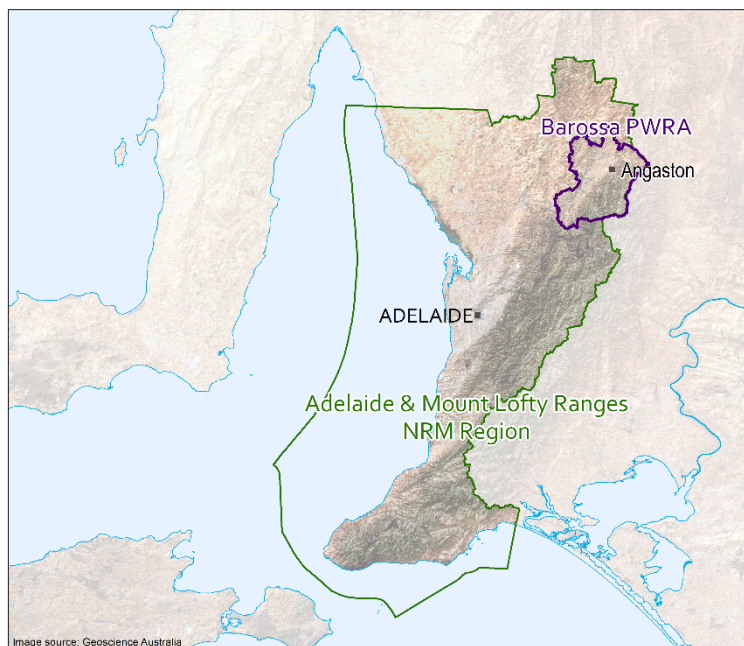 Barossa PWRA
Angaston
ADELAIDE
Adelaide & Mount Lofty Ranges
NRM Region
Image source: Geoscience Australia